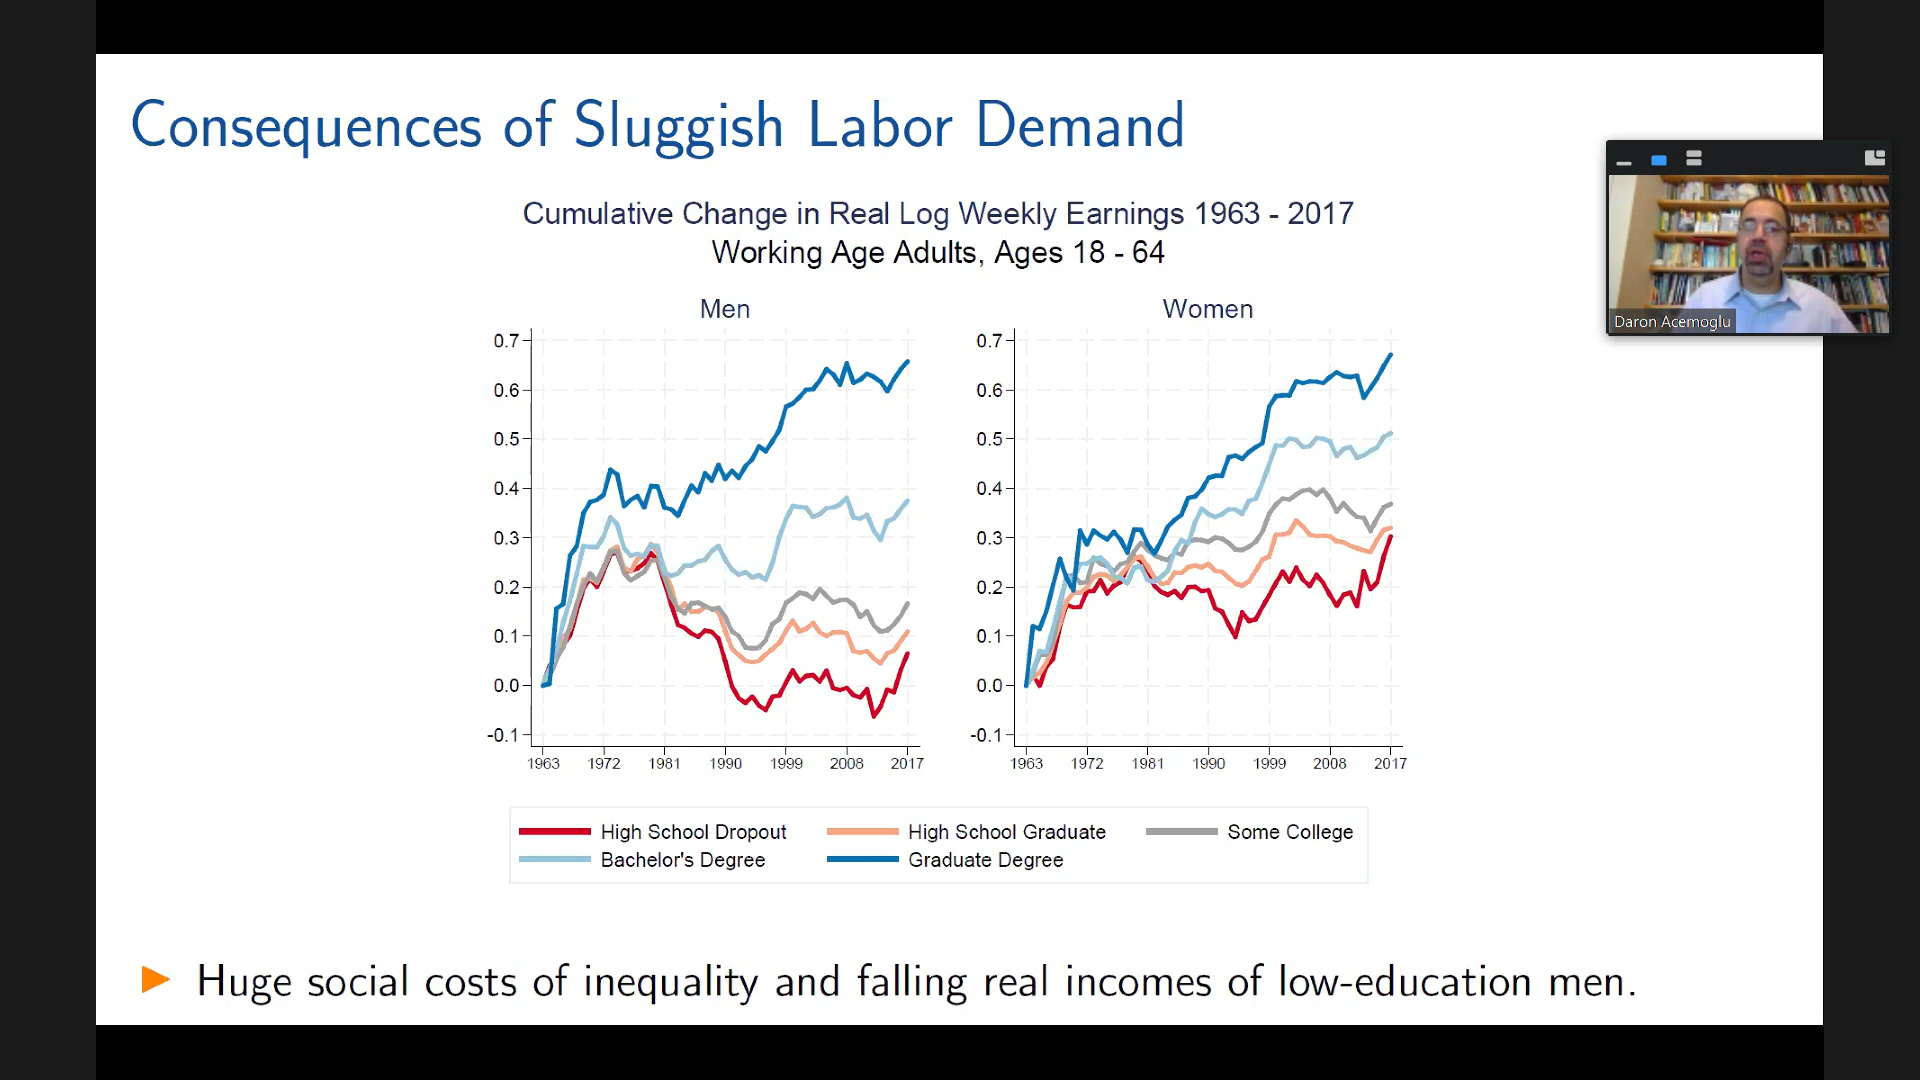 Consequences of Sluggish Labor Demand
Cumulative Change in Real Log Weekly Earnings 1963 - 2017
Working Age Adults, Ages 18 - 64
Men
Women
0.7
0.6
0.5
0.4
0.3
0.2
0.1
0.0
-0.1
1963 1972 1981 1990 1999 2008 2017
0.7
0.6
0.5
0.4
0.3
0.2
0.1
0.0
-0.1
1963 1972 1981 1990 1999 2008 2017
High School Dropout High School Graduate Some College
Bachelor's Degree Graduate Degree
Huge social costs of inequality and falling real incomes of low-education men.
Daron Acemoglu